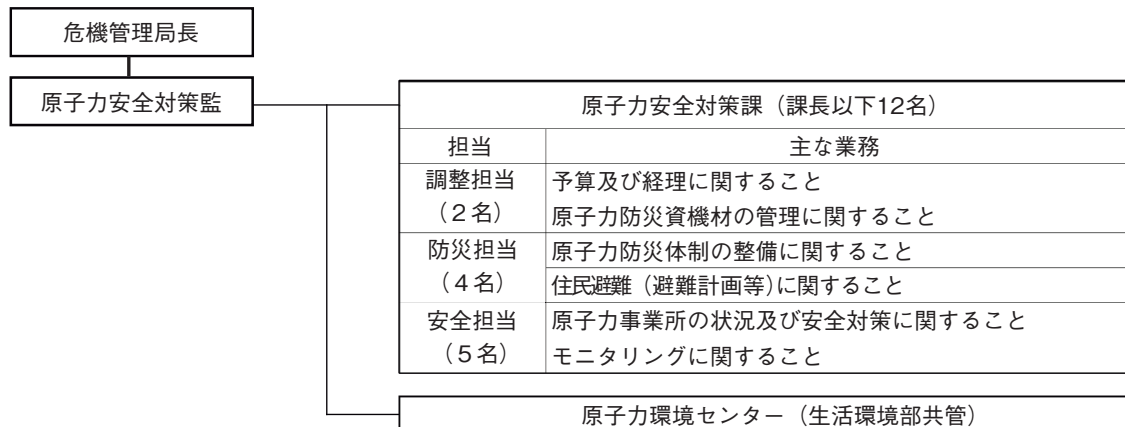 危機管理局長
原子力安全対策監
原子力安全対策課（課長以下12名）
担当 主な業務
調整担当 予算及び経理に関すること
（２名） 原子力防災資機材の管理に関すること
防災担当 原子力防災体制の整備に関すること
（４名） 住民避難（避難計画等）に関すること
安全担当 原子力事業所の状況及び安全対策に関すること
（５名） モニタリングに関すること
原子力環境センター（生活環境部共管）